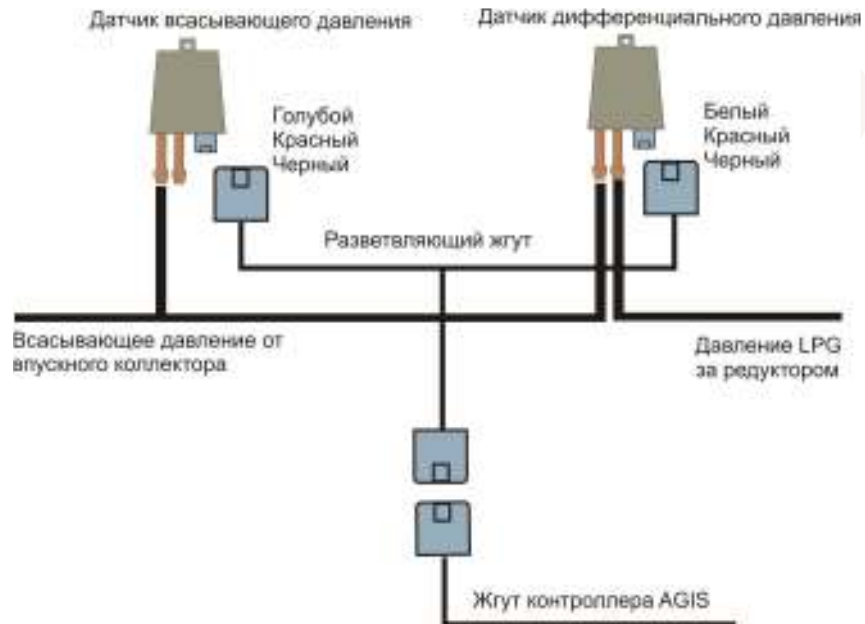 Датчик всасывающего давления
Датчик дифференциального давления
Голубой
Красный
Черный
Белый
Красный
Черный
Разветвляющий жгут
Всасывающее давление от
впускного коллектора
Давление LPG
за редуктором
Жгут контроллера AGIS